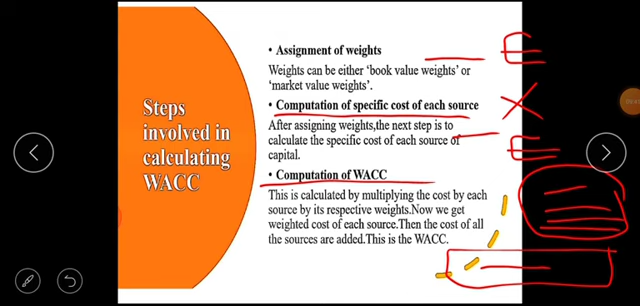 Steps
involved in
calculating
WACC
• Assignment of weights
Weights can be either 'book value weights' or
'market value weights'.
• Computation of specific cost of each source
After assigning weights,the next step is to
calculate the specific cost of each source of
capital.
• Computation of WACC
This is calculated by multiplying the cost by each
source by its respective weights.Now we get
weighted cost of each source.Then the cost of all
the sources are added.This is the WACC.
E
X
E